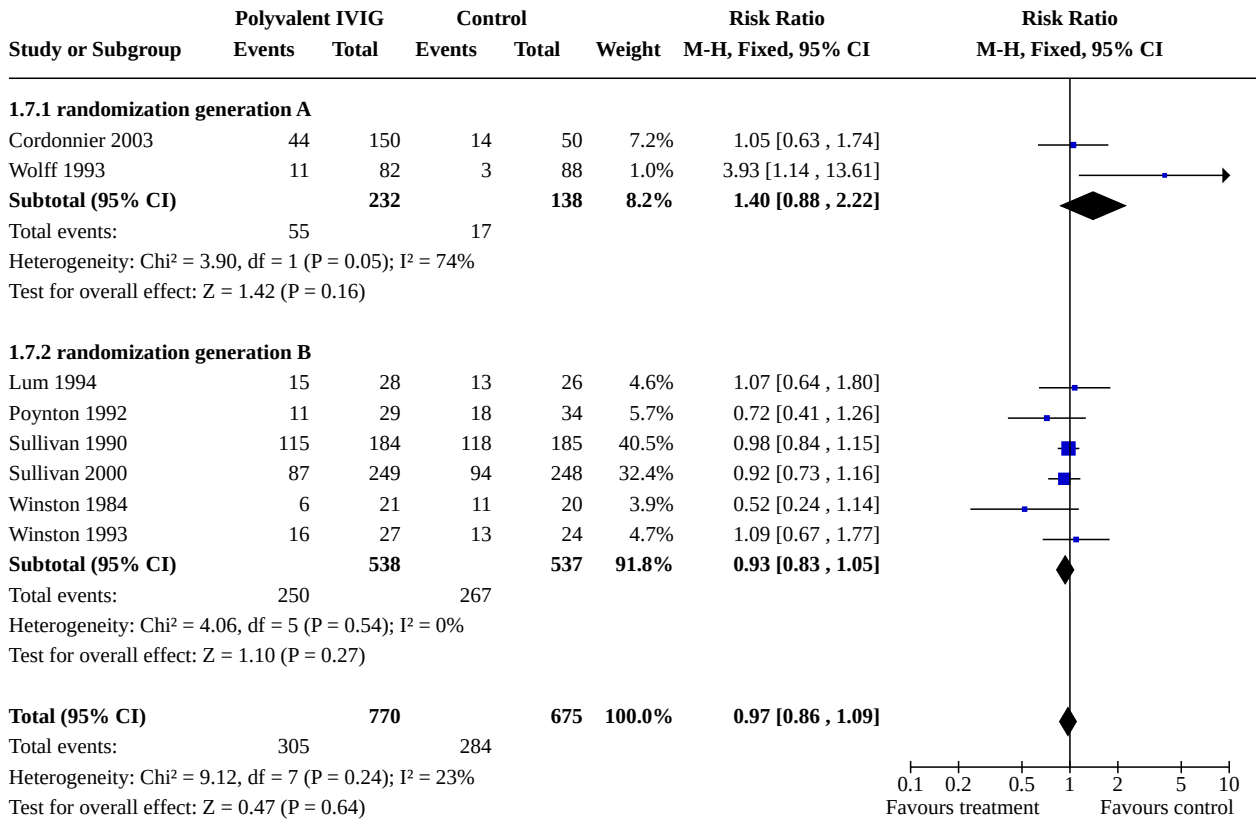 Polyvalent IVIG Control Risk Ratio Risk Ratio
Study or Subgroup Events Total Events Total Weight M-H, Fixed, 95% CI M-H, Fixed, 95% CI
1.7.1 randomization generation A
Cordonnier 2003 44 150 14 50 7.2% 1.05 [0.63 , 1.74]
Wolff 1993 11 82 3 88 1.0% 3.93 [1.14 , 13.61]
Subtotal (95% CI) 232 138 8.2% 1.40 [0.88 , 2.22]
Total events: 55 17
Heterogeneity: Chi² = 3.90, df = 1 (P = 0.05); I² = 74%
Test for overall effect: Z = 1.42 (P = 0.16)
1.7.2 randomization generation B
Lum 1994 15 28 13 26 4.6% 1.07 [0.64 , 1.80]
Poynton 1992 11 29 18 34 5.7% 0.72 [0.41 , 1.26]
Sullivan 1990 115 184 118 185 40.5% 0.98 [0.84 , 1.15]
Sullivan 2000 87 249 94 248 32.4% 0.92 [0.73 , 1.16]
Winston 1984 6 21 11 20 3.9% 0.52 [0.24 , 1.14]
Winston 1993 16 27 13 24 4.7% 1.09 [0.67 , 1.77]
Subtotal (95% CI) 538 537 91.8% 0.93 [0.83 , 1.05]
Total events: 250 267
Heterogeneity: Chi² = 4.06, df = 5 (P = 0.54); I² = 0%
Test for overall effect: Z = 1.10 (P = 0.27)
Total (95% CI) 770 675 100.0% 0.97 [0.86 , 1.09]
Total events: 305 284
Heterogeneity: Chi² = 9.12, df = 7 (P = 0.24); I² = 23%
Test for overall effect: Z = 0.47 (P = 0.64)
0.1 0.2 0.5 1 2 5 10
Favours treatment Favours control